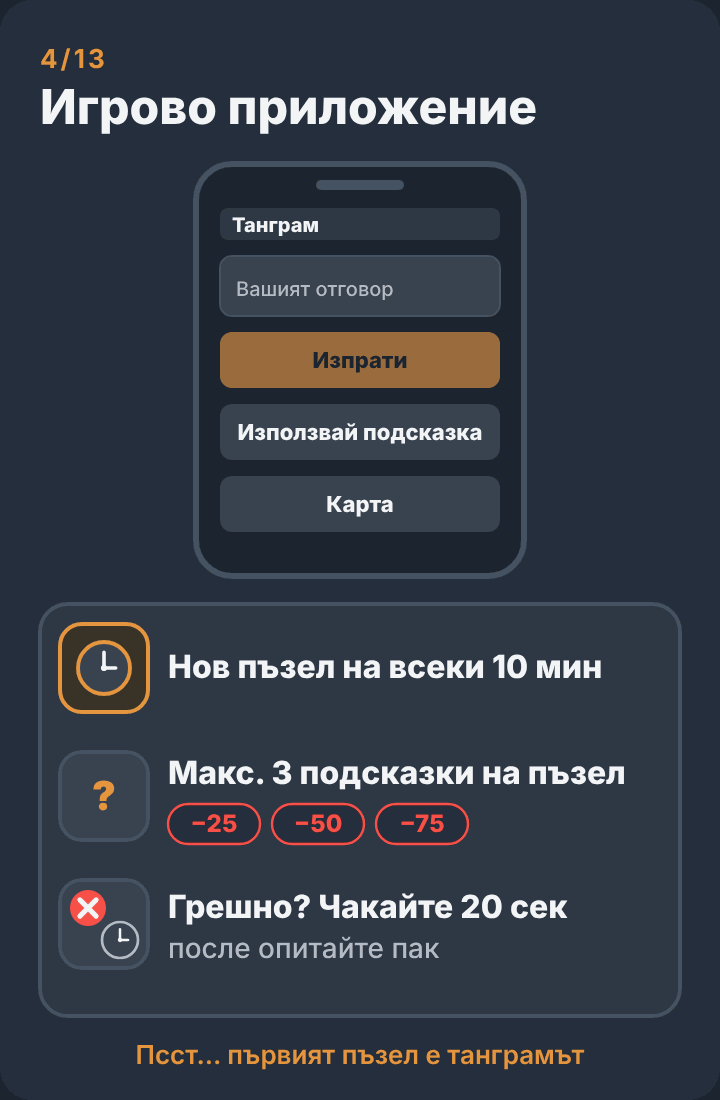 4/13
Игрово приложение
Танграм
Вашият отговор
Изпрати
Използвай подсказка
Карта
Нов пъзел на всеки 10 мин
?
Макс. 3 подсказки на пъзел
−25 −50 −75
Грешно? Чакайте 20 сек
после опитайте пак
Псст... първият пъзел е танграмът